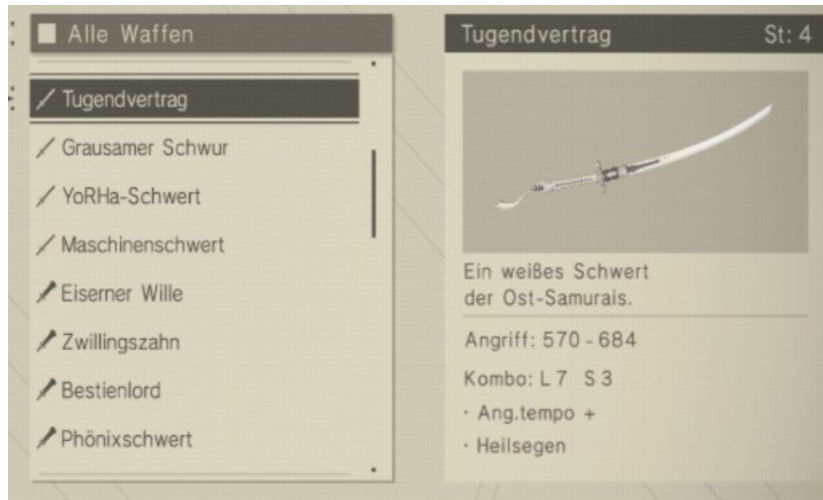 Alle Waffen
Tugendvertrag
Grausamer Schwur
YoRHa-Schwert
Maschinenschwert
Eiserner Wille
Zwillingszahn
Bestienlord
Phönixschwert
Tugendvertrag St: 4
Ein weißes Schwert
der Ost-Samurais.
Angriff: 570 - 684
Kombo: L 7 S 3
· Ang.tempo +
· Heilsegen